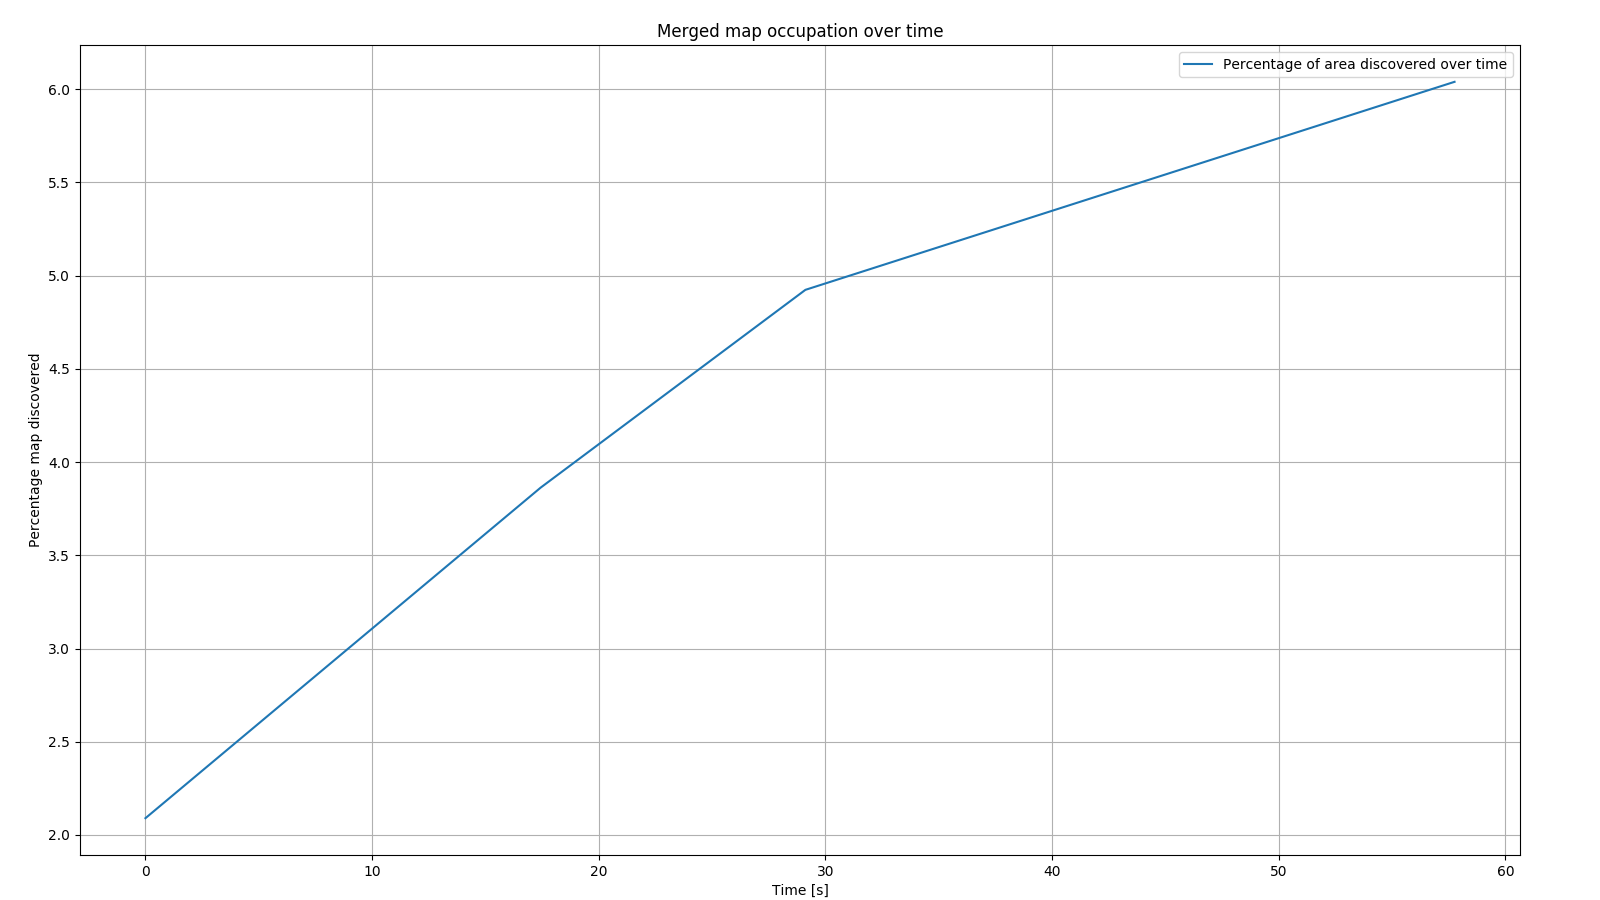 Merged map occupation over time
Percentage of area discovered over time
Percentage map discovered
6.0
5.5
5.0
4.5
4.0
3.5
3.0
2.5
2.0
0 10 20 30 40 50 60
Time [s]